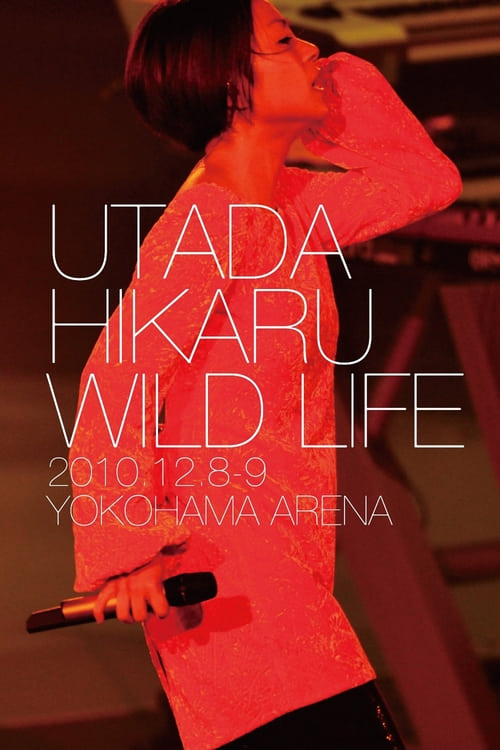 UTADA
HIKARU
WILD LIFE
2010.12.8-9
YOKOHAMA ARENA